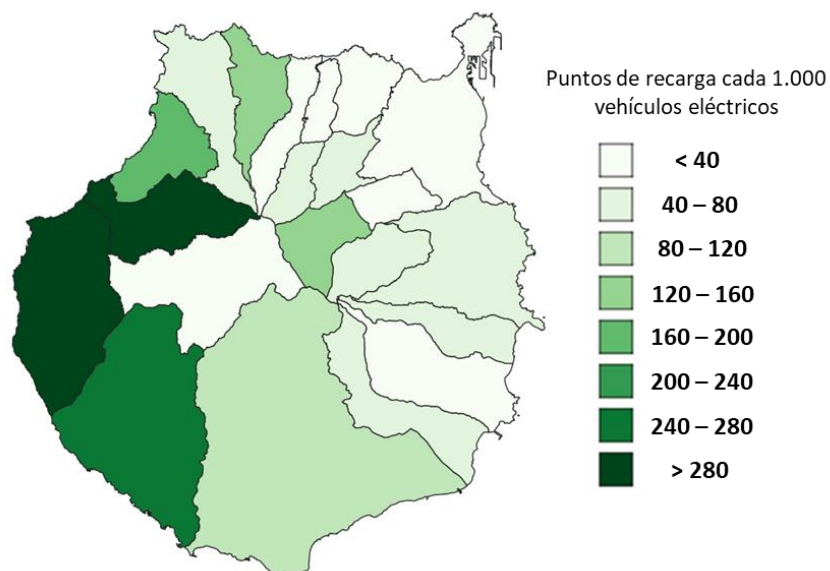 Puntos de recarga cada 1.000
vehículos eléctricos
< 40
40 – 80
80 – 120
120 – 160
160 – 200
200 – 240
240 – 280
> 280